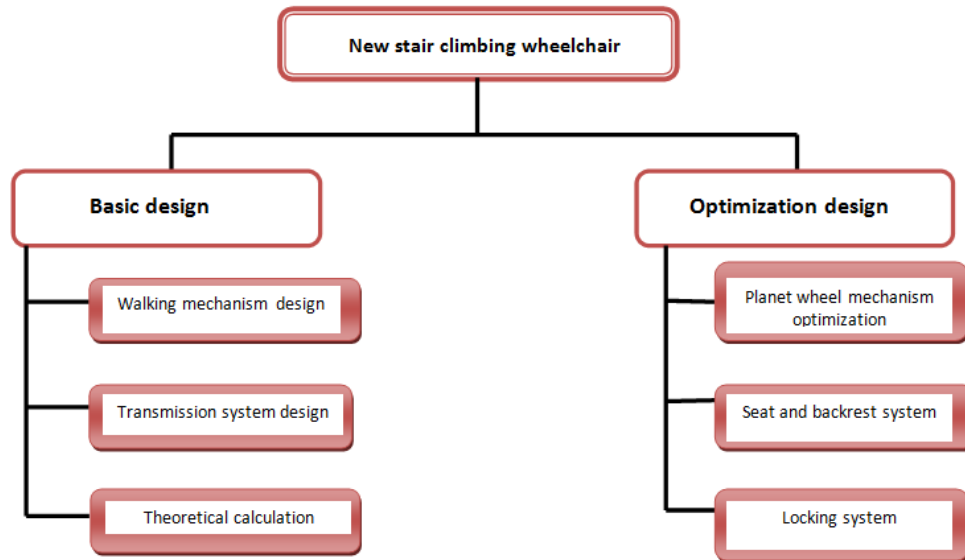 New stair climbing wheelchair
Basic design
Walking mechanism design
Transmission system design
Theoretical calculation
Optimization design
Planet wheel mechanism
optimization
Seat and backrest system
Locking system